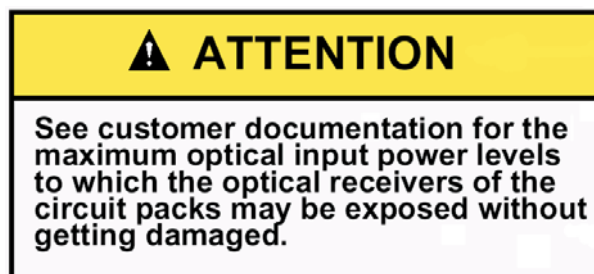 ATTENTION
See customer documentation for the
maximum optical input power levels
to which the optical receivers of the
circuit packs may be exposed without
getting damaged.